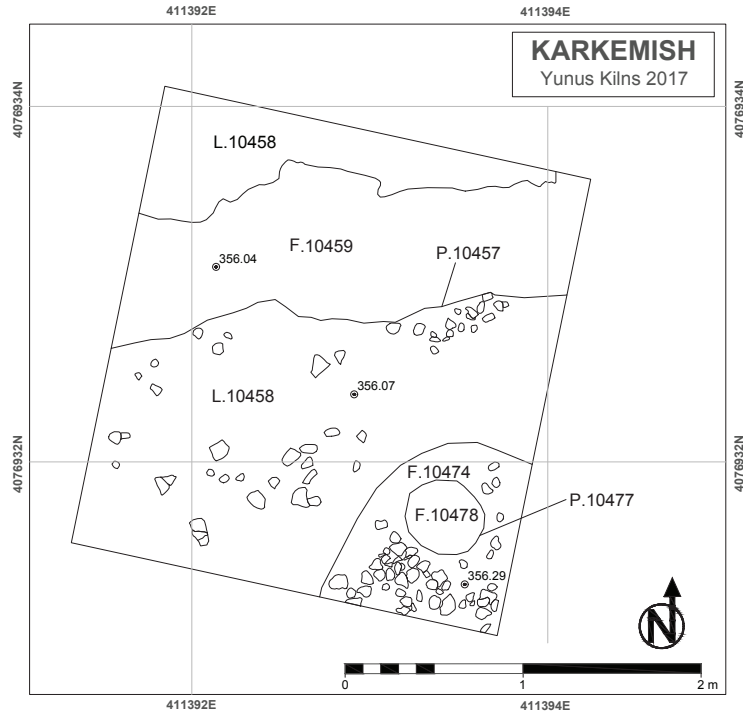 411392E
411394E
KARKEMISH
Yunus Kilns 2017
4076934N
4076934N
L.10458
F.10459
P.10457
356.04
356.07
L.10458
4076932N
4076932N
F.10474
F.10478
P.10477
356.29
N
0
1
2 m
411392E
411394E